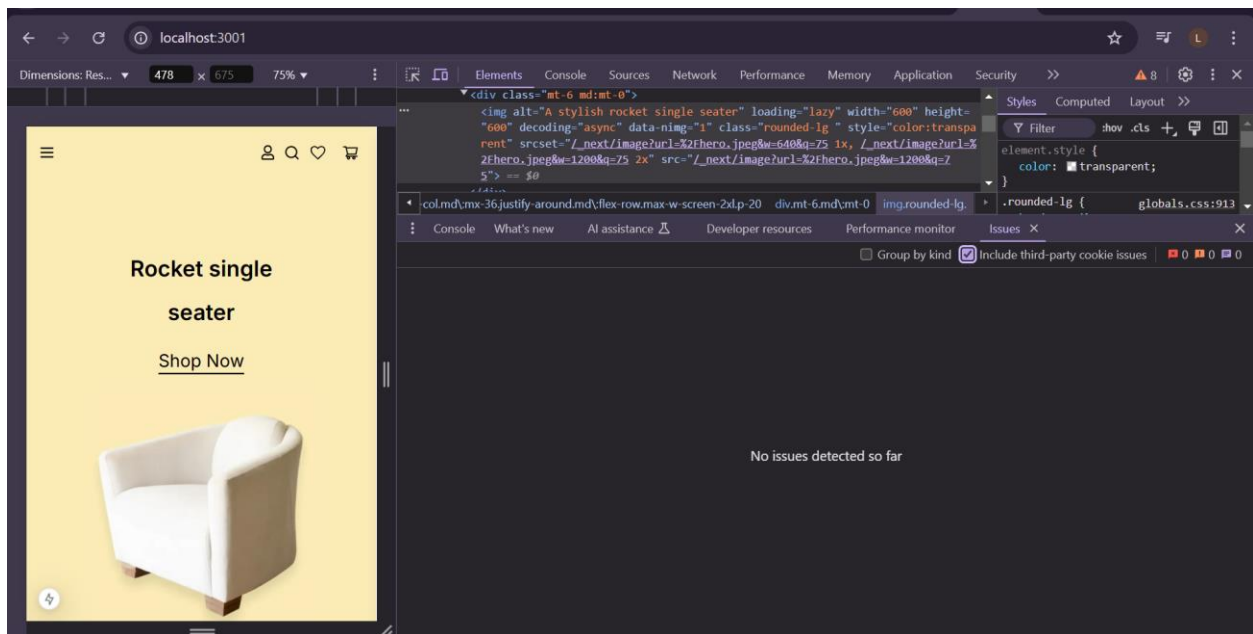 localhost:3001
L
Dimensions: Res... 478 x 675 75%
Elements Console Sources Network Performance Memory Application Security 8
<div class="mt-6 md:mt-0">
<img alt="A stylish rocket single seater" loading="lazy" width="600" height=
"600" decoding="async" data-nimg="1" class="rounded-lg " style="color:transpa
rent" srcset="/_next/image?url=%2Fhero.jpeg&w=640&q=75 1x, /_next/image?url=%
2Fhero.jpeg&w=1200&q=75 2x" src="/_next/image?url=%2Fhero.jpeg&w=1200&q=7
5"> == $0
</div>
-col.md\:mx-36.justify-around.md\:flex-row.max-w-screen-2xl.p-20 div.mt-6.md\:mt-0 img.rounded-lg.
Styles Computed Layout
Filter :hov .cls
element.style {
color: transparent;
}
.rounded-lg { globals.css:913
Console What's new AI assistance Developer resources Performance monitor Issues
Group by kind Include third-party cookie issues 0 0 0
No issues detected so far
Rocket single
seater
Shop Now